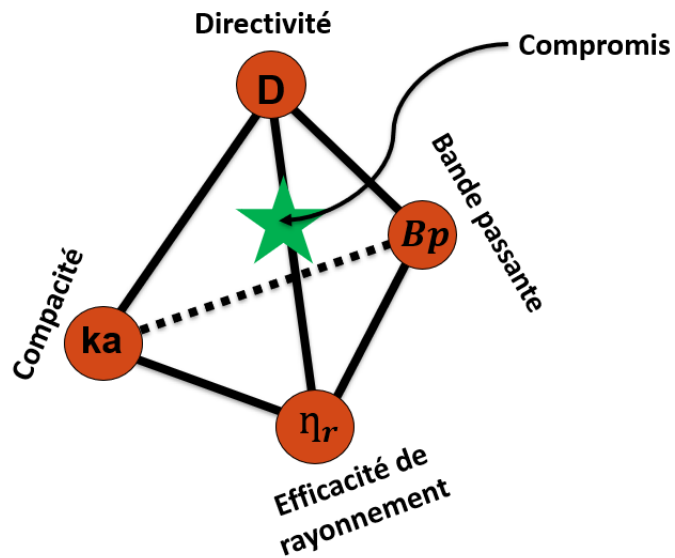 Directivité
Compromis
D
Bande passante
Bp
Compacité
ka
ηr
Efficacité de
rayonnement